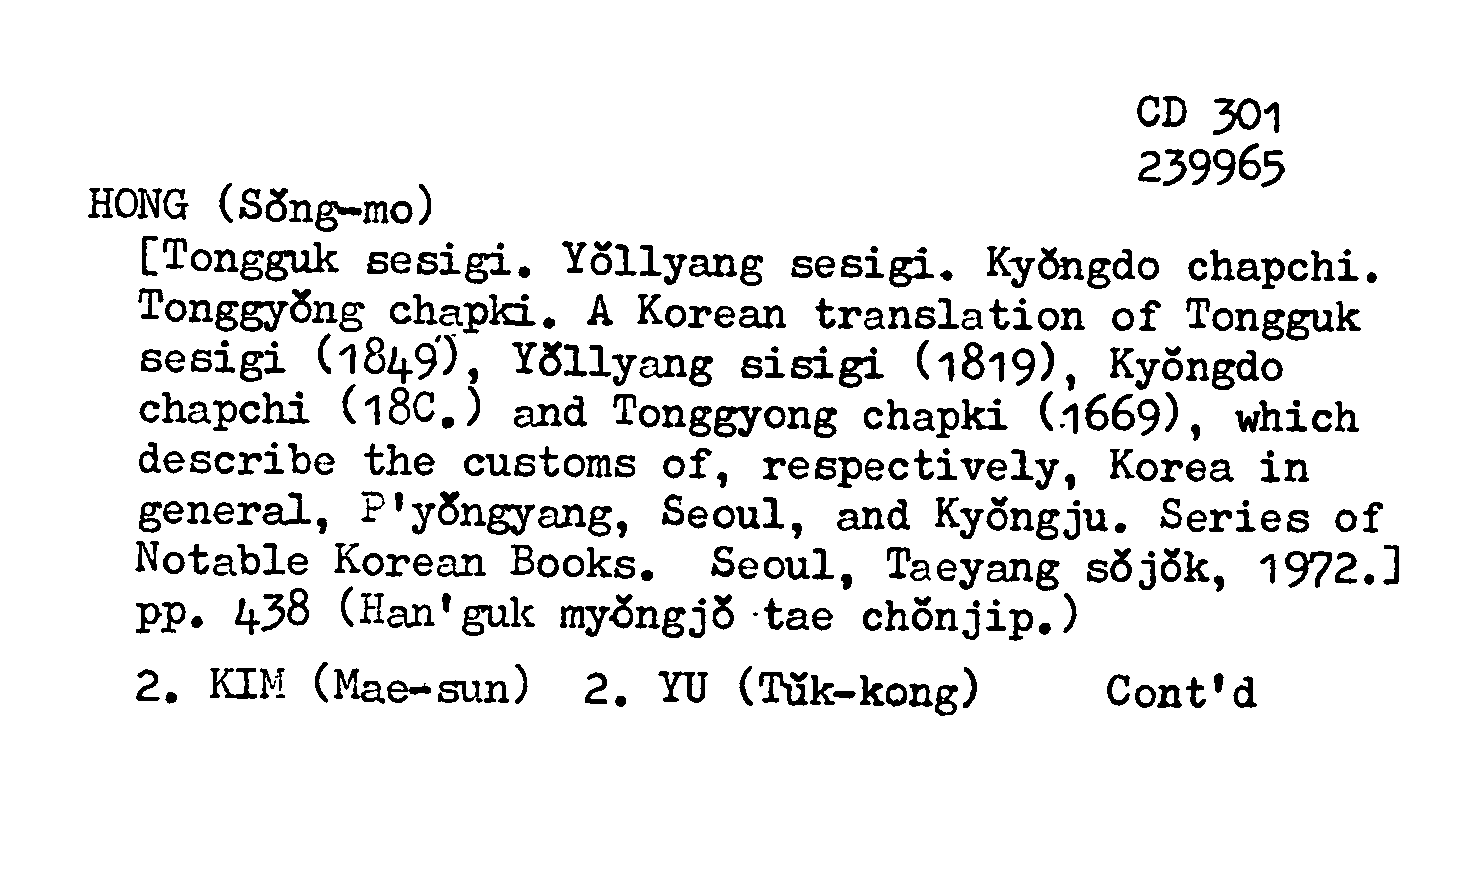 CD 301
239965
HONG (Sŏng-mo)
[Tongguk sesigi. Yŏllyang sesigi. Kyŏngdo chapchi.
Tonggyŏng chapki. A Korean translation of Tongguk
sesigi (1849), Yŏllyang sisigi (1819), Kyŏngdo
chapchi (18C.) and Tonggyong chapki (1669), which
describe the customs of, respectively, Korea in
general, P'yŏngyang, Seoul, and Kyŏngju. Series of
Notable Korean Books. Seoul, Taeyang sŏjŏk, 1972.]
pp. 438 (Han'guk myŏngjŏ tae chŏnjip.)
2. KIM (Mae-sun) 2. YU (Tŭk-kong) Cont'd